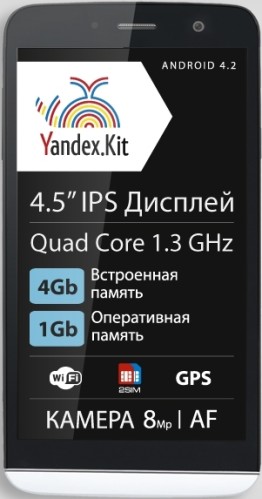 ANDROID 4.2
Yandex.Kit
4.5” IPS Дисплей
Quad Core 1.3 GHz
4Gb Встроенная
память
1Gb Оперативная
память
WiFi 2SIM GPS
КАМЕРА 8Mp | AF